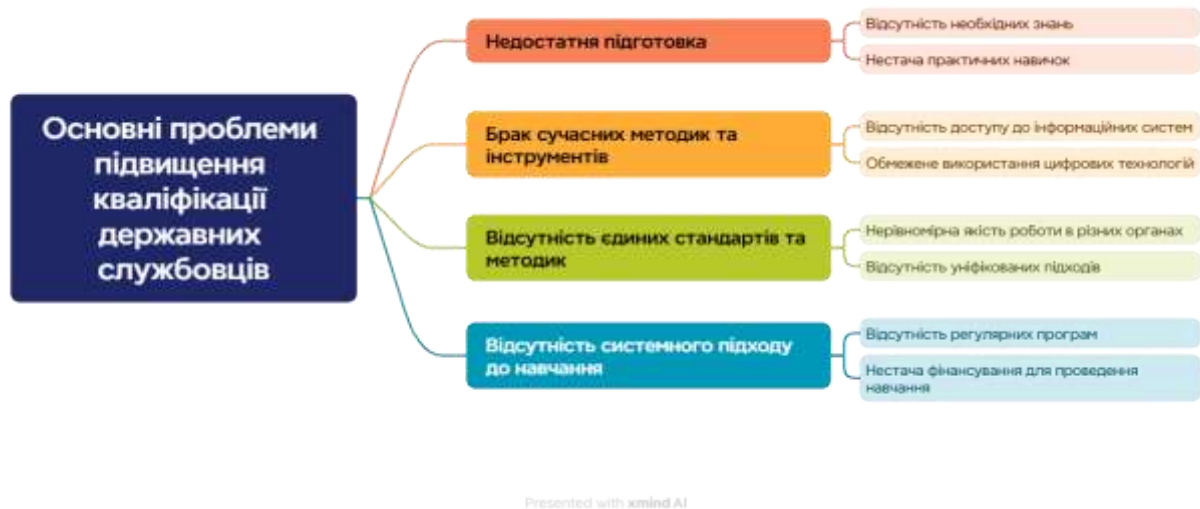 Основні проблеми
підвищення
кваліфікації
державних
службовців
Недостатня підготовка
Відсутність необхідних знань
Нестача практичних навичок
Брак сучасних методик та
інструментів
Відсутність доступу до інформаційних систем
Обмежене використання цифрових технологій
Відсутність єдиних стандартів та
методик
Нерівномірна якість роботи в різних органах
Відсутність уніфікованих підходів
Відсутність системного підходу
до навчання
Відсутність регулярних програм
Нестача фінансування для проведення
навчання
Presented with xmind AI